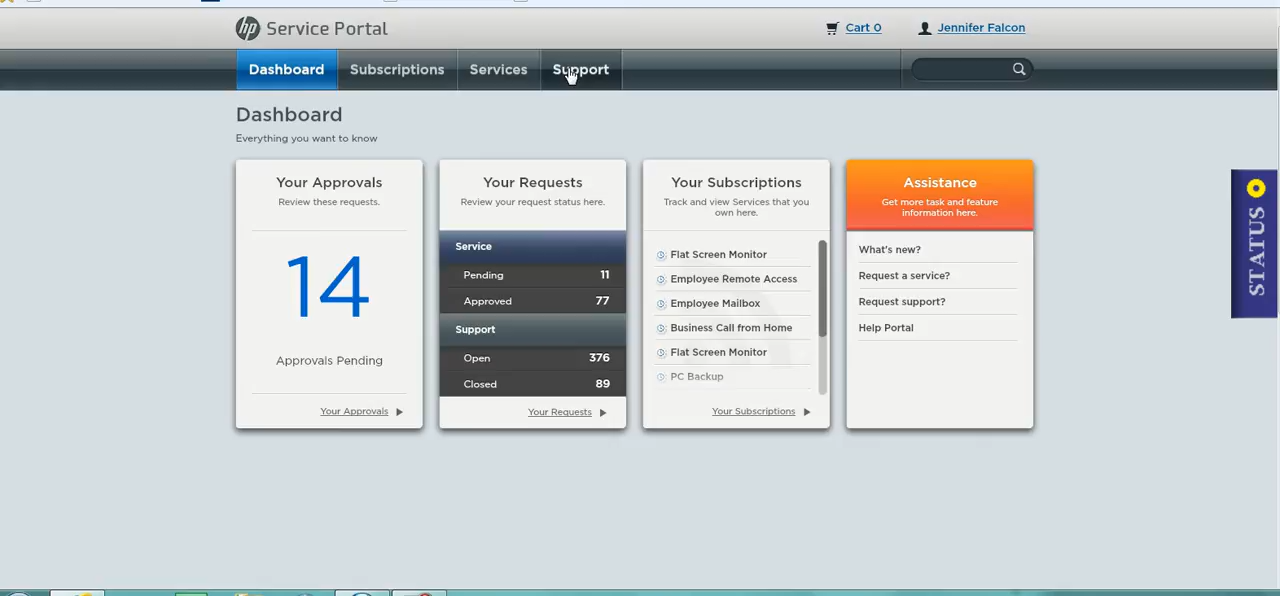 hp Service Portal
Cart 0
Jennifer Falcon
Dashboard
Subscriptions
Services
Support
Dashboard
Everything you want to know
Your Approvals
Review these requests.
14
Approvals Pending
Your Approvals
Your Requests
Review your request status here.
Service
Pending 11
Approved 77
Support
Open 376
Closed 89
Your Requests
Your Subscriptions
Track and view Services that you
own here.
Flat Screen Monitor
Employee Remote Access
Employee Mailbox
Business Call from Home
Flat Screen Monitor
PC Backup
Your Subscriptions
Assistance
Get more task and feature
information here.
What's new?
Request a service?
Request support?
Help Portal
STATUS